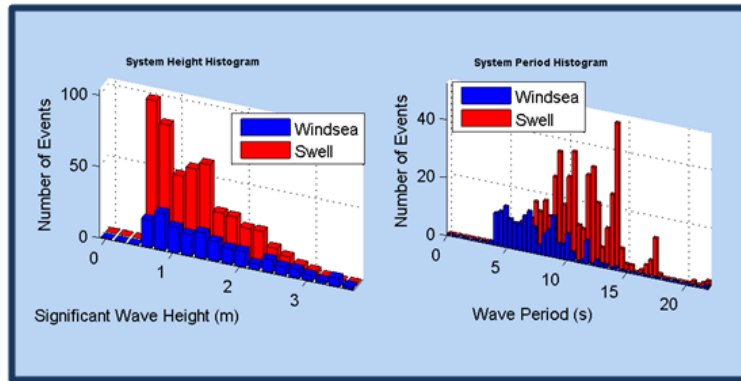 System Height Histogram
100
50
0
Number of Events
Windsea
Swell
0
1
2
3
Significant Wave Height (m)
System Period Histogram
40
20
0
Number of Events
Windsea
Swell
0
5
10
15
20
Wave Period (s)